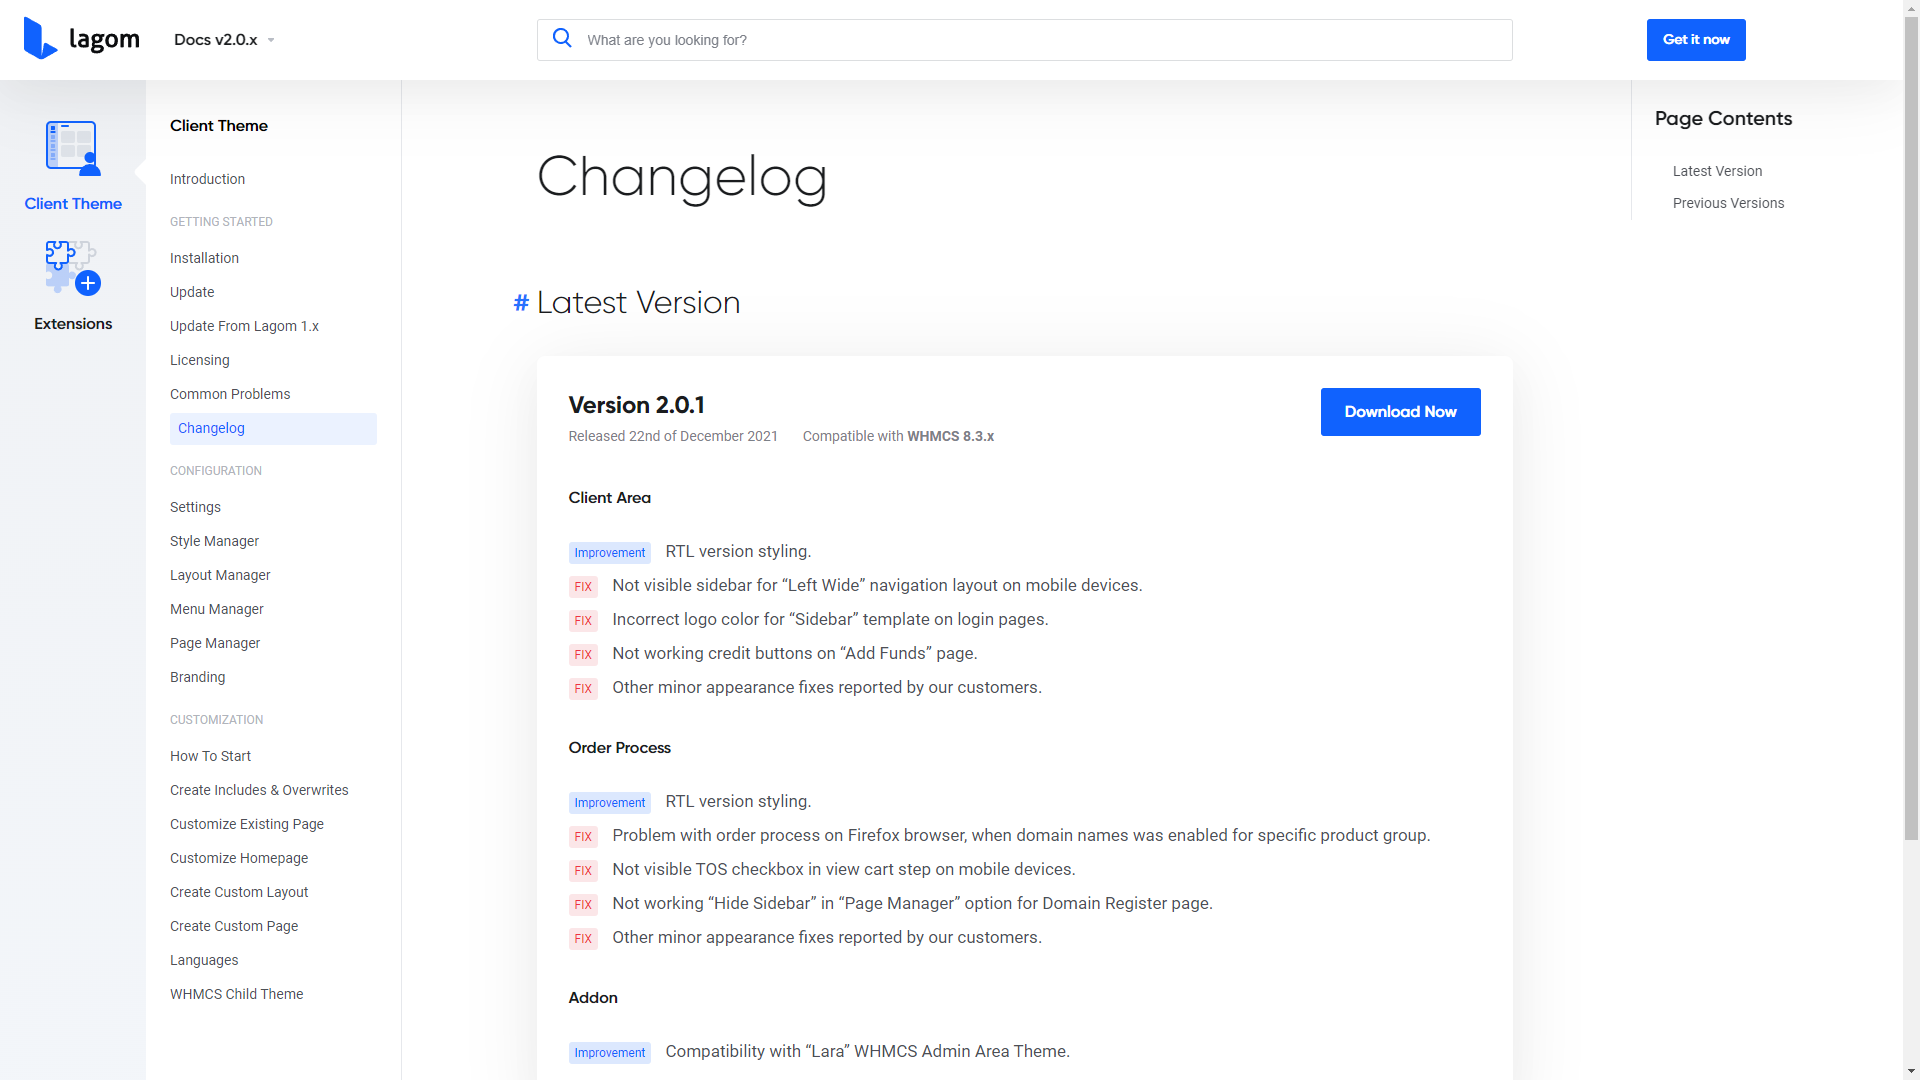 lagom
Docs v2.0.x
What are you looking for?
Get it now
Client Theme
Extensions
Client Theme
Introduction
GETTING STARTED
Installation
Update
Update From Lagom 1.x
Licensing
Common Problems
Changelog
CONFIGURATION
Settings
Style Manager
Layout Manager
Menu Manager
Page Manager
Branding
CUSTOMIZATION
How To Start
Create Includes & Overwrites
Customize Existing Page
Customize Homepage
Create Custom Layout
Create Custom Page
Languages
WHMCS Child Theme
Changelog
# Latest Version
Version 2.0.1
Released 22nd of December 2021 Compatible with WHMCS 8.3.x
Download Now
Client Area
Improvement RTL version styling.
FIX Not visible sidebar for “Left Wide” navigation layout on mobile devices.
FIX Incorrect logo color for “Sidebar” template on login pages.
FIX Not working credit buttons on “Add Funds” page.
FIX Other minor appearance fixes reported by our customers.
Order Process
Improvement RTL version styling.
FIX Problem with order process on Firefox browser, when domain names was enabled for specific product group.
FIX Not visible TOS checkbox in view cart step on mobile devices.
FIX Not working “Hide Sidebar” in “Page Manager” option for Domain Register page.
FIX Other minor appearance fixes reported by our customers.
Addon
Improvement Compatibility with “Lara” WHMCS Admin Area Theme.
Page Contents
Latest Version
Previous Versions